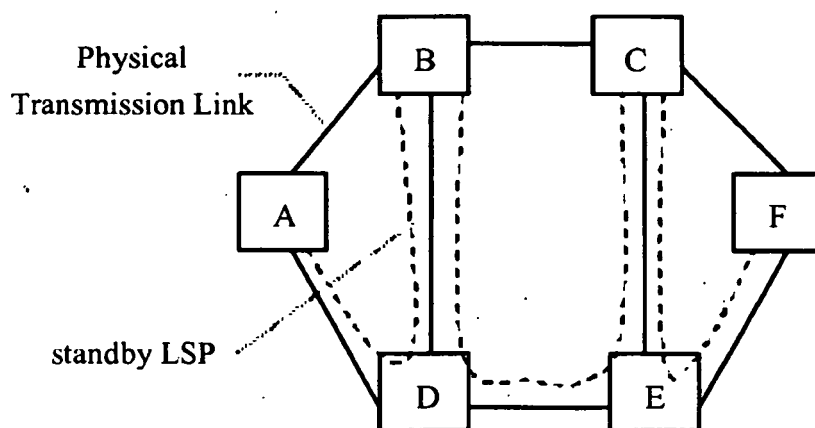 Physical
Transmission Link
B
C
A
F
standby LSP
D
E